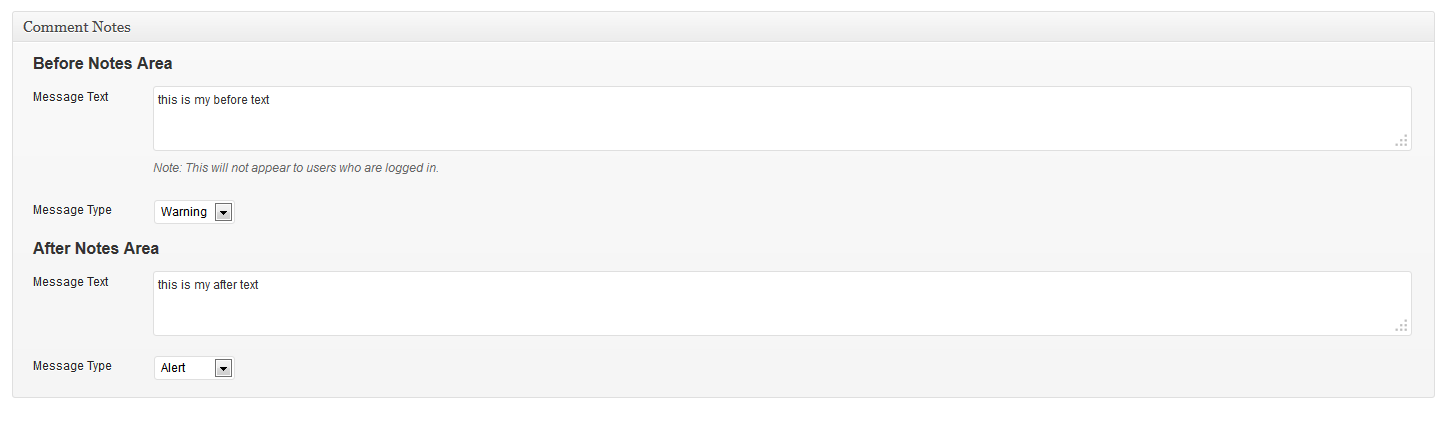 Comment Notes
Before Notes Area
Message Text
this is my before text
Note: This will not appear to users who are logged in.
Message Type
Warning
After Notes Area
Message Text
this is my after text
Message Type
Alert